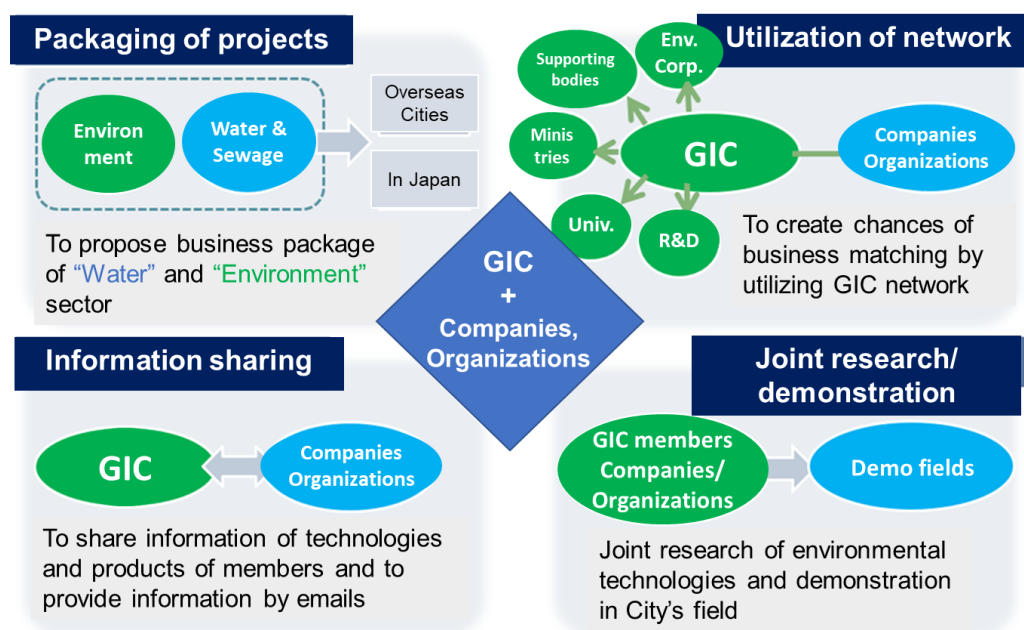 Packaging of projects
Environ
ment
Water &
Sewage
Overseas
Cities
In Japan
To propose business package
of “Water” and “Environment”
sector
Utilization of network
Supporting
bodies
Env.
Corp.
Minis
tries
GIC
Companies
Organizations
Univ.
R&D
To create chances of
business matching by
utilizing GIC network
GIC
+
Companies,
Organizations
Information sharing
GIC
Companies
Organizations
To share information of technologies
and products of members and to
provide information by emails
Joint research/
demonstration
GIC members
Companies/
Organizations
Demo fields
Joint research of environmental
technologies and demonstration
in City’s field